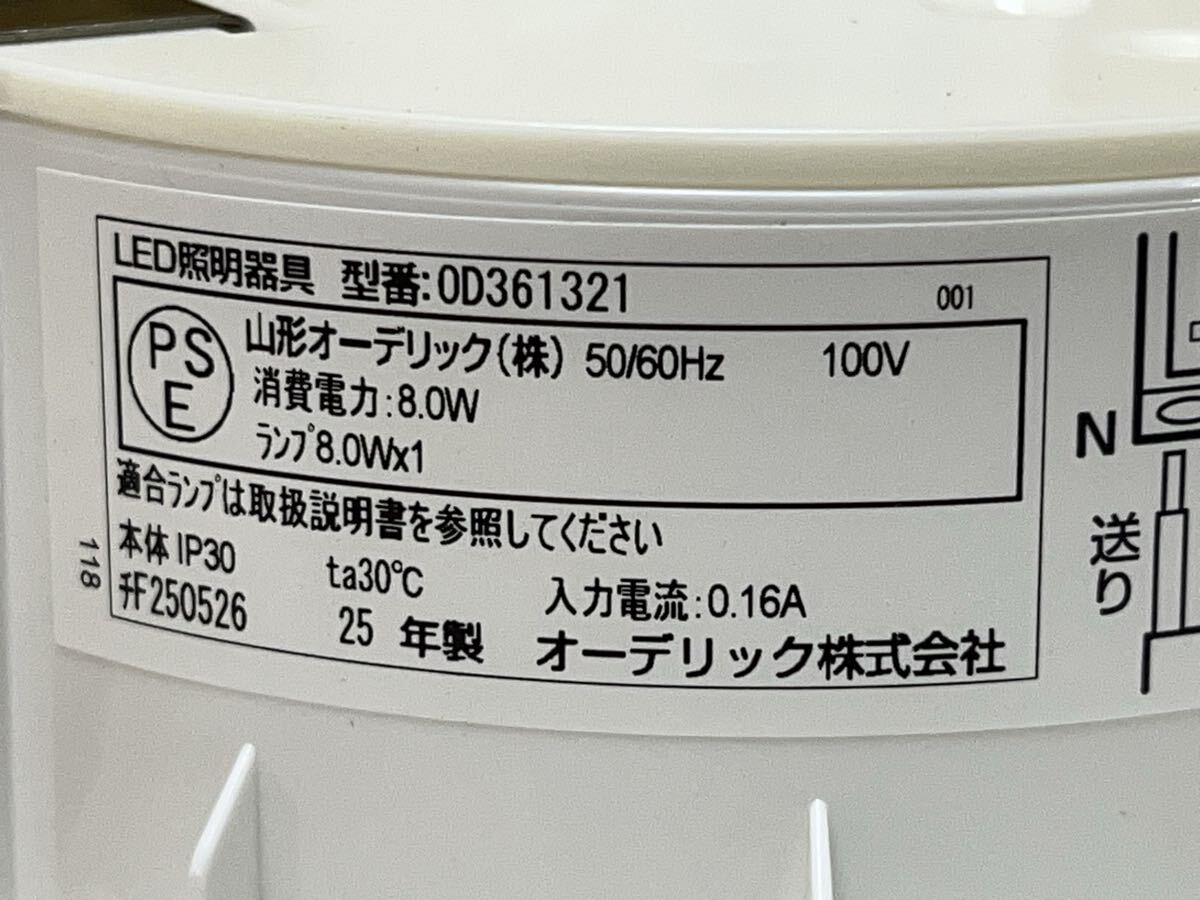 LED照明器具 型番:OD361321 001
PSE 山形オーデリック(株) 50/60Hz 100V
消費電力:8.0W
ランプ8.0Wx1
適合ランプは取扱説明書を参照してください
本体 IP30 ta30℃ 入力電流:0.16A
ﾁF250526 25 年製 オーデリック株式会社
118
N
送り